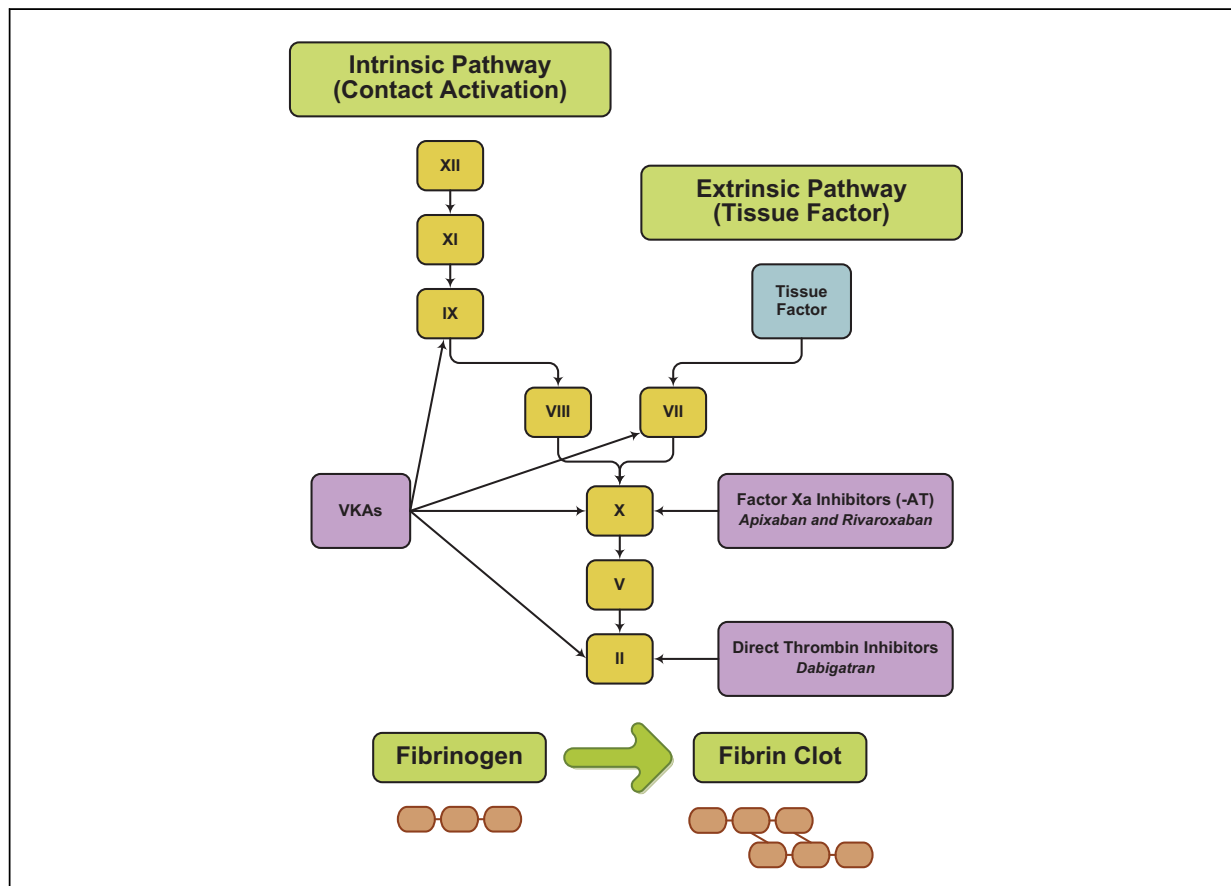 Intrinsic Pathway
(Contact Activation)
XII
Extrinsic Pathway
(Tissue Factor)
XI
Tissue
Factor
IX
VIII
VII
VKAs
X
Factor Xa Inhibitors (-AT)
Apixaban and Rivaroxaban
V
II
Direct Thrombin Inhibitors
Dabigatran
Fibrinogen
Fibrin Clot